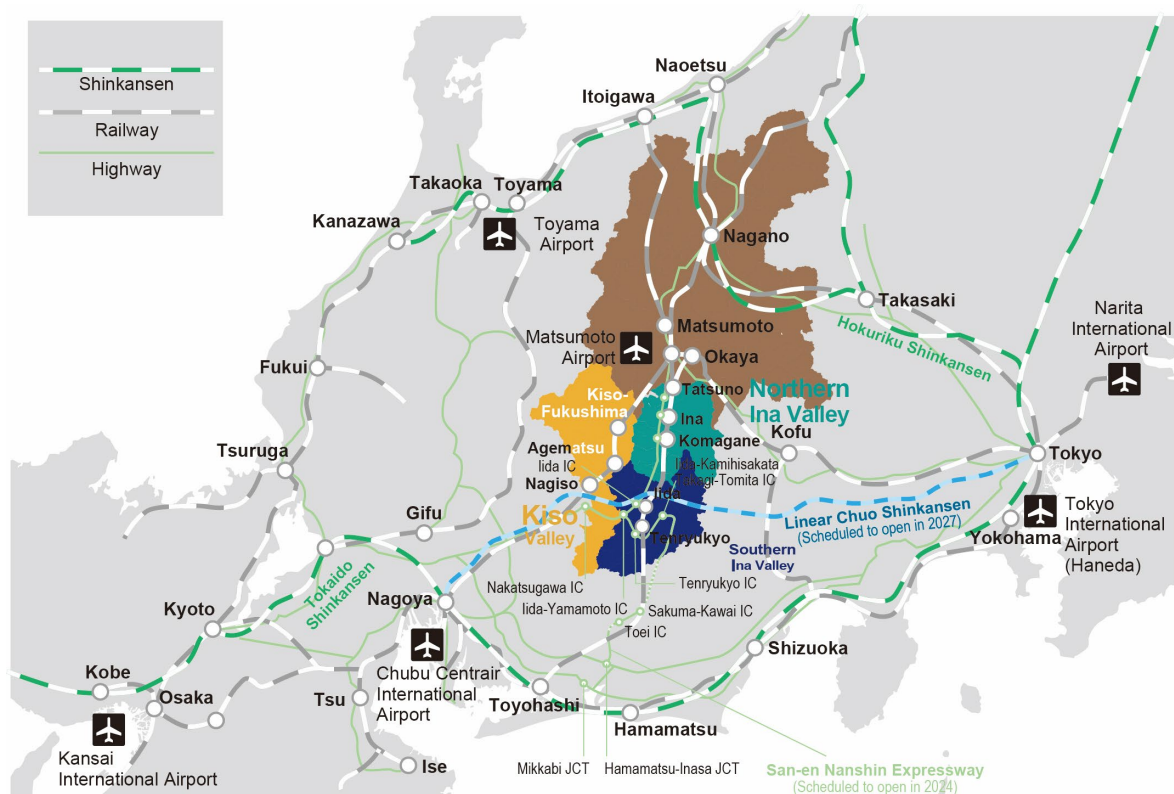 Shinkansen
Railway
Highway
Naoetsu
Itoigawa
Takaoka
Toyama
Kanazawa
Toyama
Airport
Nagano
Takasaki
Narita
International
Airport
Matsumoto
Matsumoto
Airport
Okaya
Hokuriku Shinkansen
Fukui
Kiso-
Fukushima
Tatsuno
Northern
Ina Valley
Ina
Agematsu
Komagane
Kofu
Tsuruga
Iida IC
Iida-Kamihisakata
Tokyo
Nagiso
Tomita IC
Iida
Gifu
Kiso
Valley
Linear Chuo Shinkansen
(Scheduled to open in 2027)
Tokyo
International
Airport
(Haneda)
Yokohama
Tenryukyo
Southern
Ina Valley
Tokaido
Shinkansen
Nakatsugawa IC
Tenryukyo IC
Kyoto
Nagoya
Iida-Yamamoto IC
Sakuma-Kawai IC
Toei IC
Shizuoka
Kobe
Osaka
Chubu Centrair
International
Airport
Tsu
Toyohashi
Hamamatsu
Kansai
International Airport
Ise
Mikkabi JCT
Hamamatsu-Inasa JCT
San-en Nanshin Expressway
(Scheduled to open in 2024)